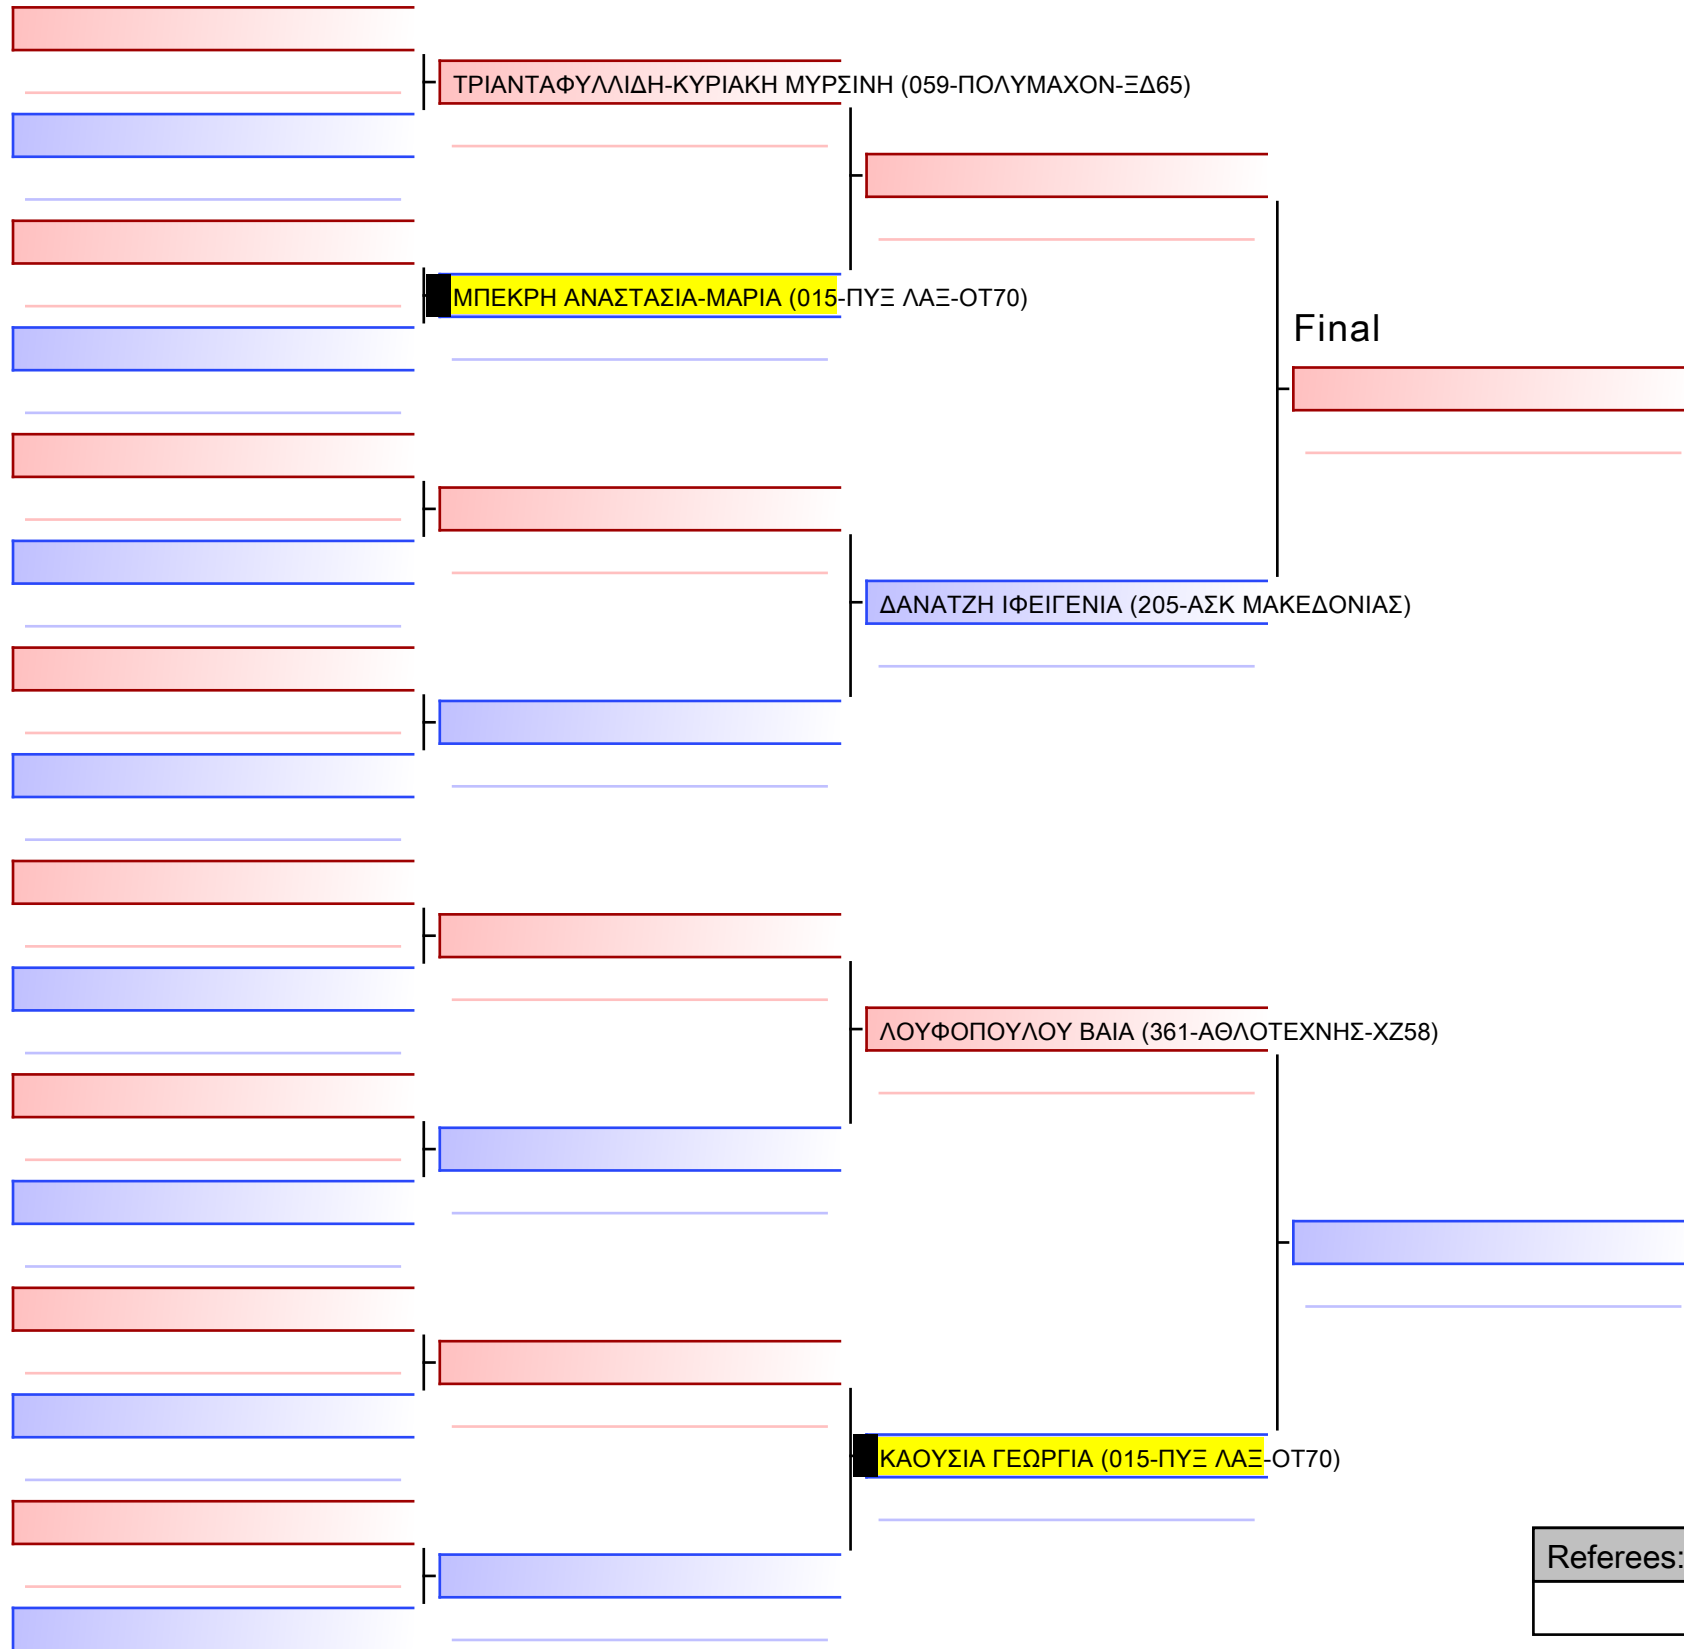 ΤΡΙΑΝΤΑΦΥΛΛΙΔΗ-ΚΥΡΙΑΚΗ ΜΥΡΣΙΝΗ (059-ΠΟΛΥΜΑΧΟΝ-ΞΔ65)
ΜΠΕΚΡΗ ΑΝΑΣΤΑΣΙΑ-ΜΑΡΙΑ (015-ΠΥΞ ΛΑΞ-ΟΤ70)
Final
ΔΑΝΑΤΖΗ ΙΦΕΙΓΕΝΙΑ (205-ΑΣΚ ΜΑΚΕΔΟΝΙΑΣ)
ΛΟΥΦΟΠΟΥΛΟΥ ΒΑΙΑ (361-ΑΘΛΟΤΕΧΝΗΣ-ΧΖ58)
ΚΑΟΥΣΙΑ ΓΕΩΡΓΙΑ (015-ΠΥΞ ΛΑΞ-ΟΤ70)
Referees: